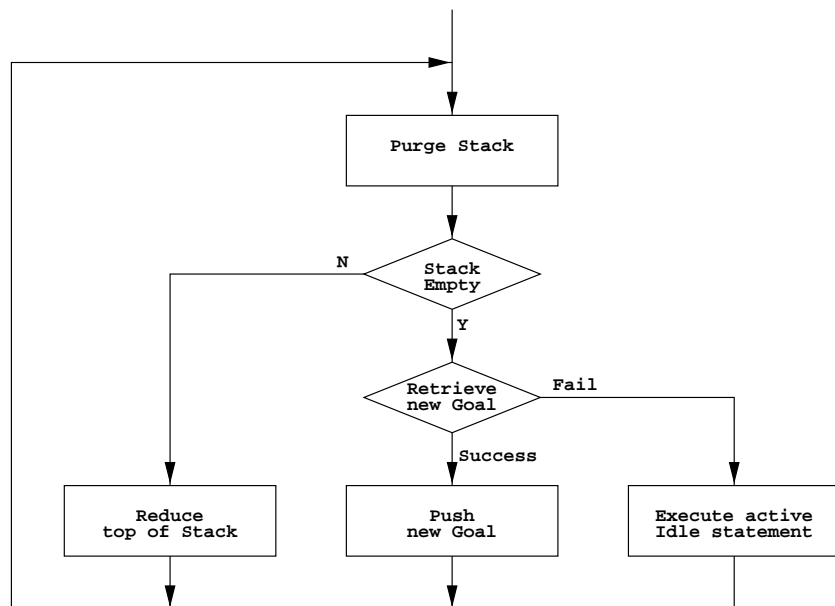 Purge Stack
N
Stack
Empty
Y
Retrieve
new Goal
Fail
Success
Reduce
top of Stack
Push
new Goal
Execute active
Idle statement